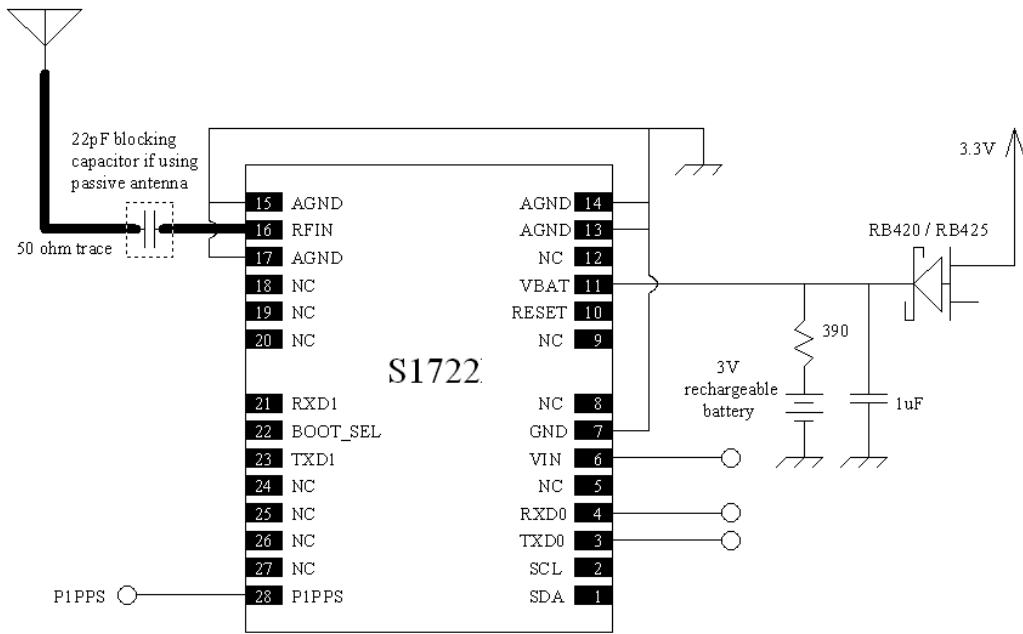 22pF blocking
capacitor if using
passive antenna
3.3V
50 ohm trace
RB420 / RB425
15 AGND
16 RFIN
17 AGND
18 NC
19 NC
20 NC
21 RXD1
22 BOOT_SEL
23 TXD1
24 NC
25 NC
26 NC
27 NC
28 P1PPS
P1PPS
S1722
AGND 14
AGND 13
NC 12
VBAT 11
RESET 10
NC 9
NC 8
GND 7
VIN 6
NC 5
RXD0 4
TXD0 3
SCL 2
SDA 1
390
3V
rechargeable
battery
1uF